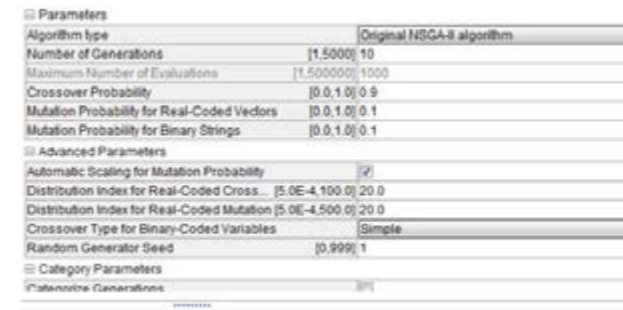 Parameters
Algorithm type Original NSGA-II algorithm
Number of Generations [1,5000] 10
Maximum Number of Evaluations [1,500000] 1000
Crossover Probability [0.0,1.0] 0.9
Mutation Probability for Real-Coded Vectors [0.0,1.0] 0.1
Mutation Probability for Binary Strings [0.0,1.0] 0.1
Advanced Parameters
Automatic Scaling for Mutation Probability
Distribution Index for Real-Coded Cross... [5.0E-4,100.0] 20.0
Distribution Index for Real-Coded Mutation [5.0E-4,500.0] 20.0
Crossover Type for Binary-Coded Variables Simple
Random Generator Seed [0,999] 1
Category Parameters
Categorize Generations